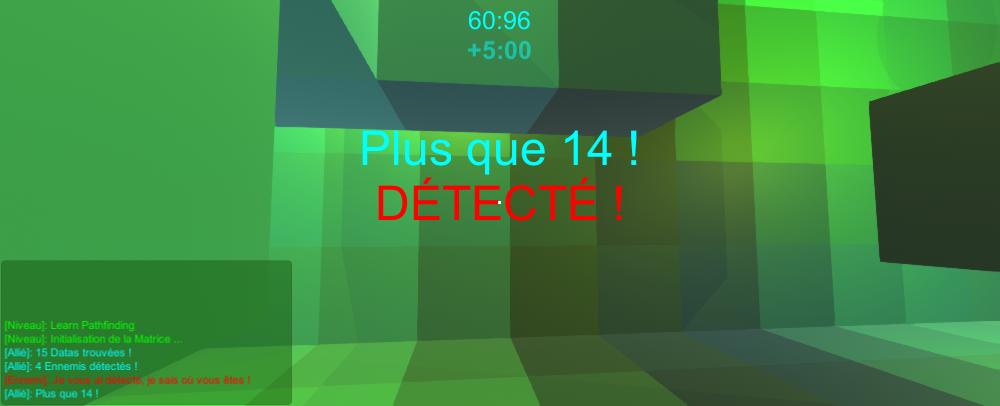 60:96
+5:00
Plus que 14 !
DÉTECTÉ !
[Niveau]: Learn Pathfinding
[Niveau]: Initialisation de la Matrice ...
[Allié]: 15 Datas trouvées !
[Allié]: 4 Ennemis détectés !
[Ennemi]: Je vous ai détecté, je sais où vous êtes !
[Allié]: Plus que 14 !